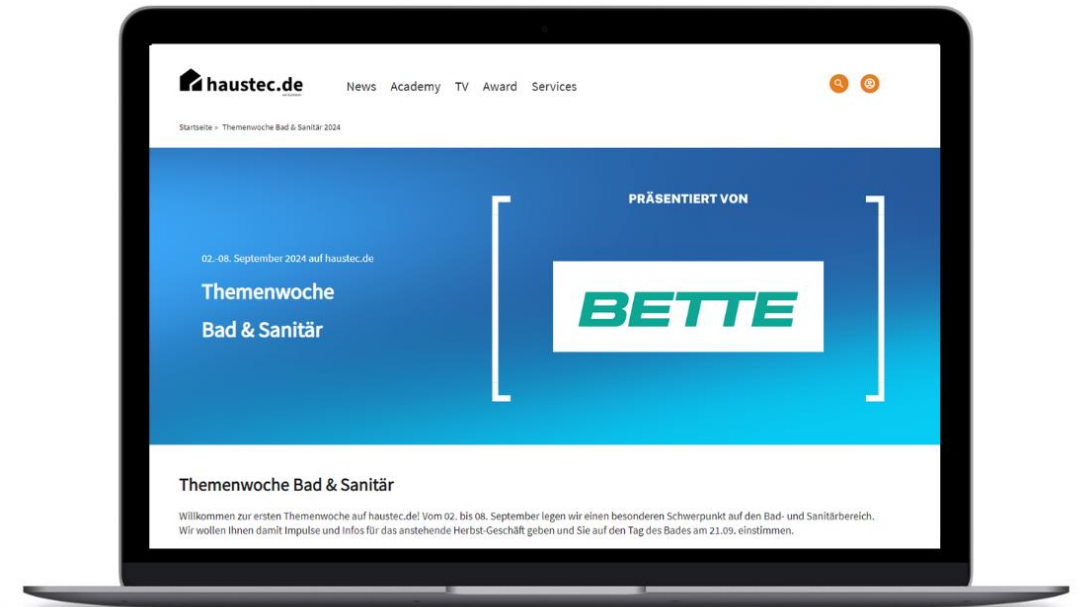 haustec.de
News Academy TV Award Services
Startseite » Themenwoche Bad & Sanitär 2024
PRÄSENTIERT VON
02.-08. September 2024 auf haustec.de
Themenwoche
Bad & Sanitär
BETTE
Themenwoche Bad & Sanitär
Willkommen zur ersten Themenwoche auf haustec.de! Vom 02. bis 08. September legen wir einen besonderen Schwerpunkt auf den Bad- und Sanitärbereich.
Wir wollen Ihnen damit Impulse und Infos für das anstehende Herbst-Geschäft geben und Sie auf den Tag des Bades am 21.09. einstimmen.